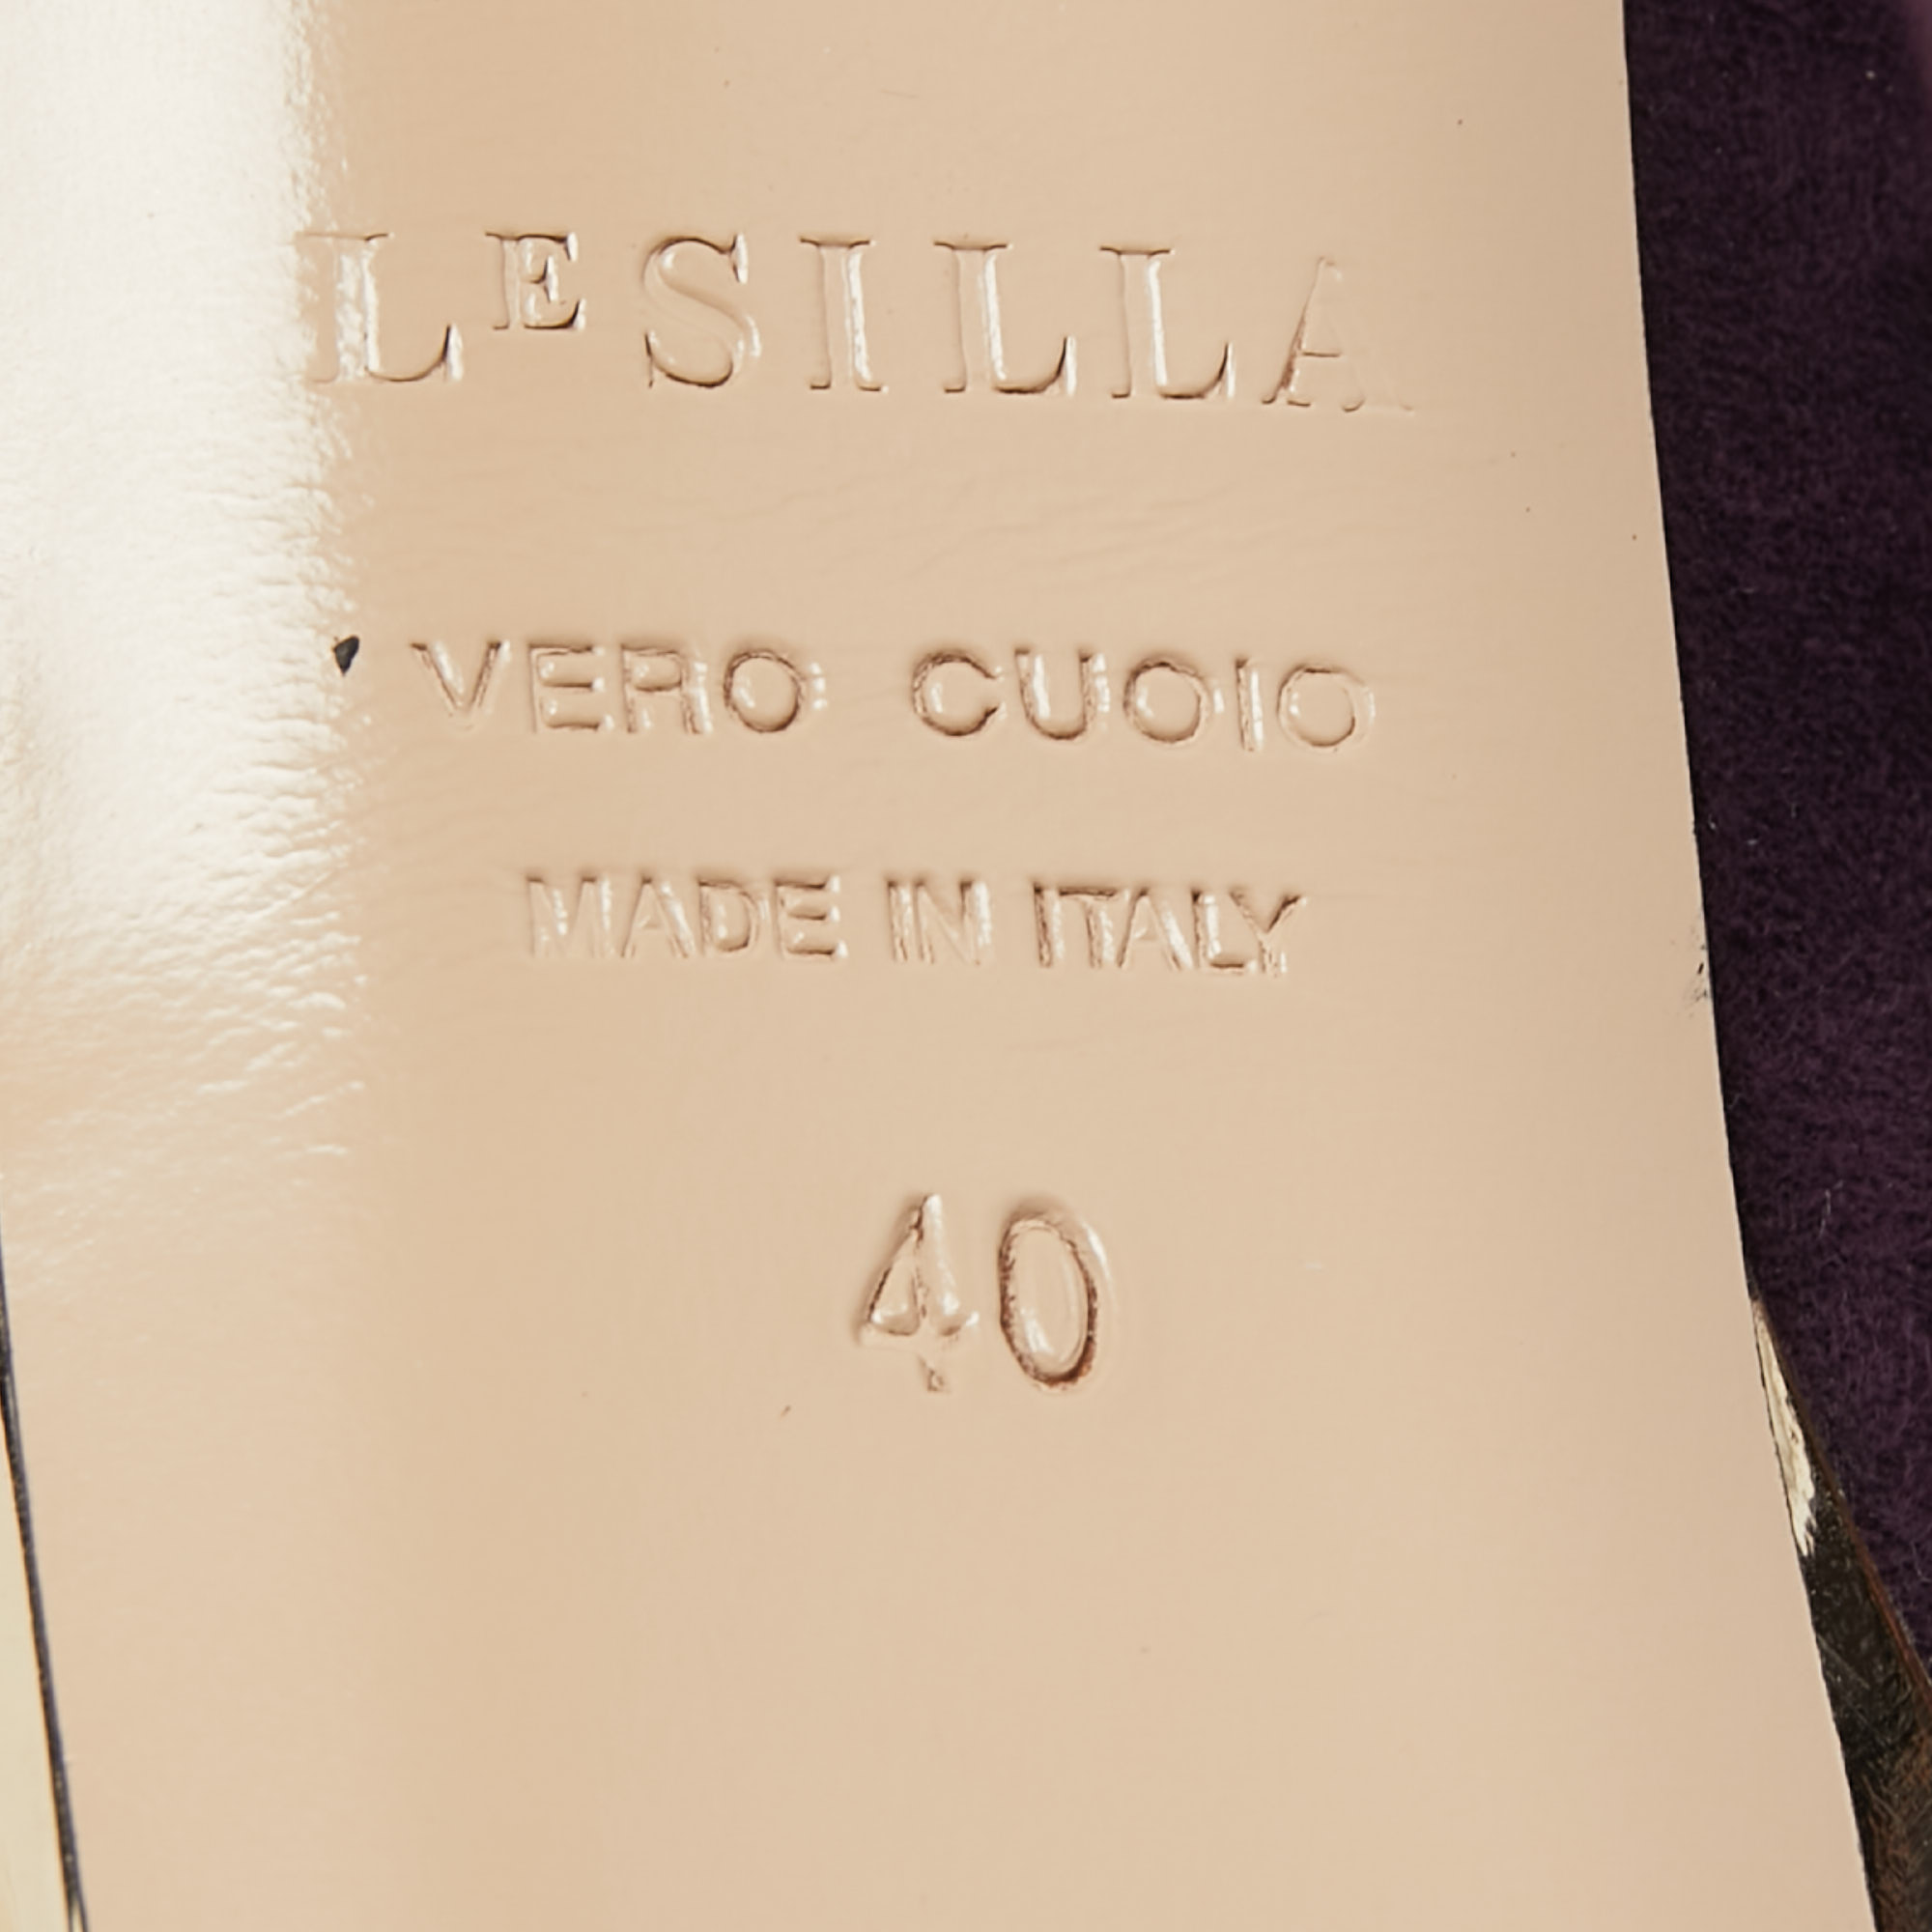 LE SILLA
VERO CUOIO
MADE IN ITALY
40